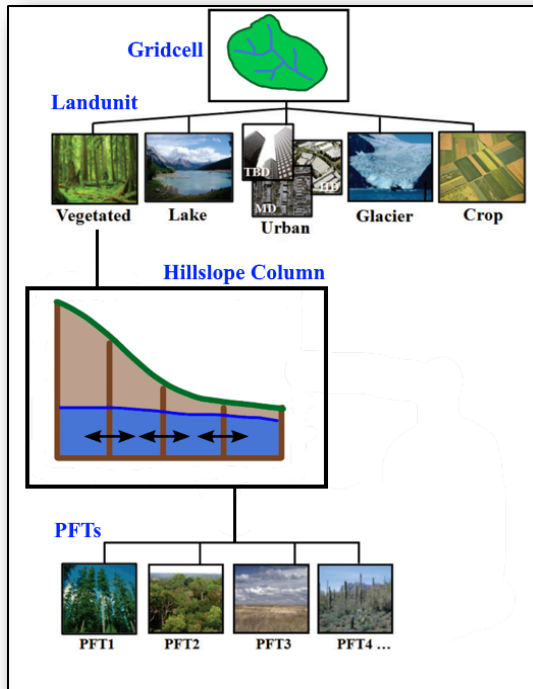 Gridcell
Landunit
TBD
HD
MD
Vegetated
Lake
Urban
Glacier
Crop
Hillslope Column
PFTs
PFT1
PFT2
PFT3
PFT4 ...